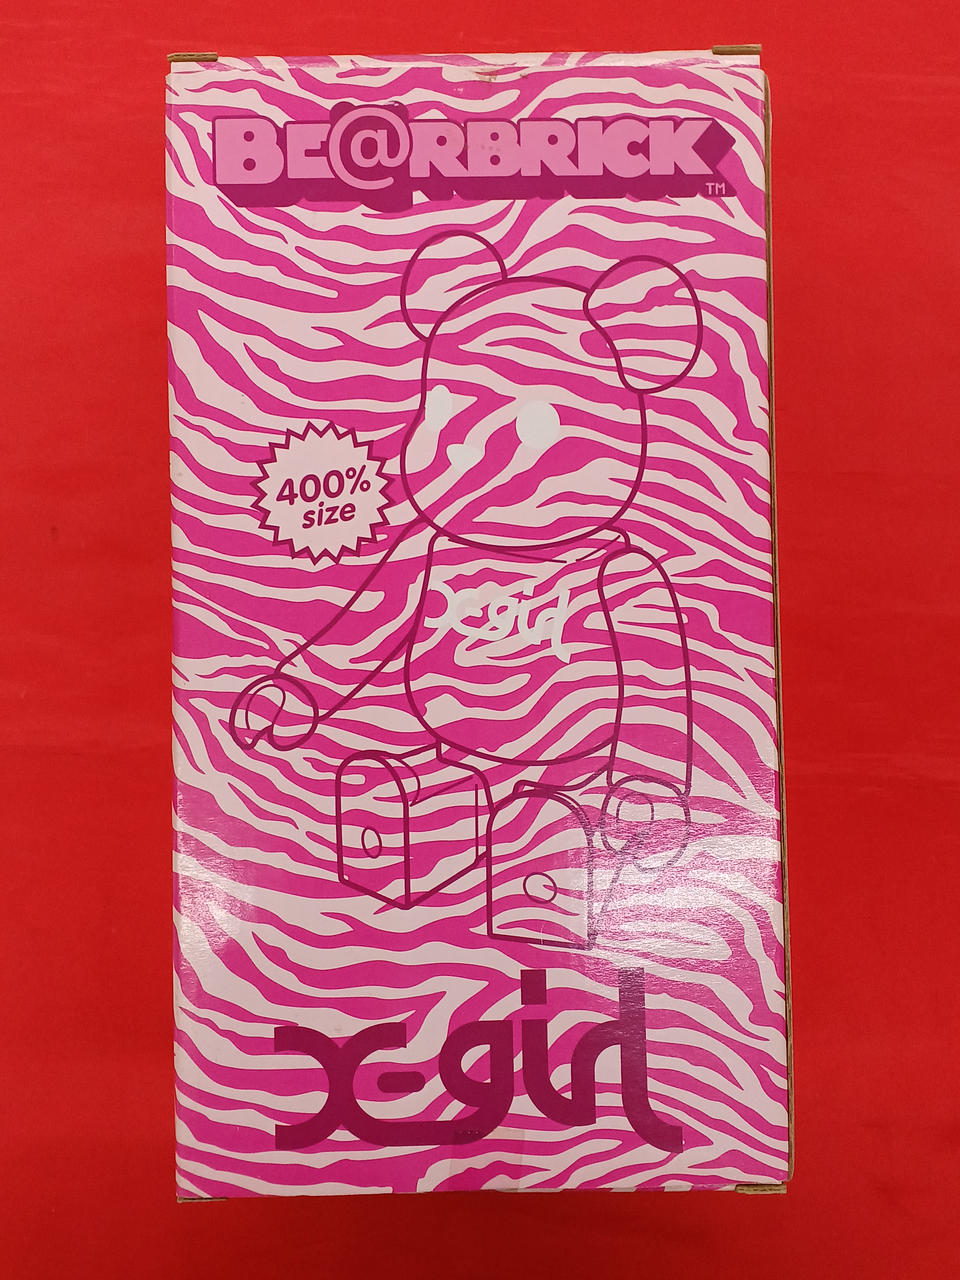 BE@RBRICK
TM
400%
size
X-girl
X-girl